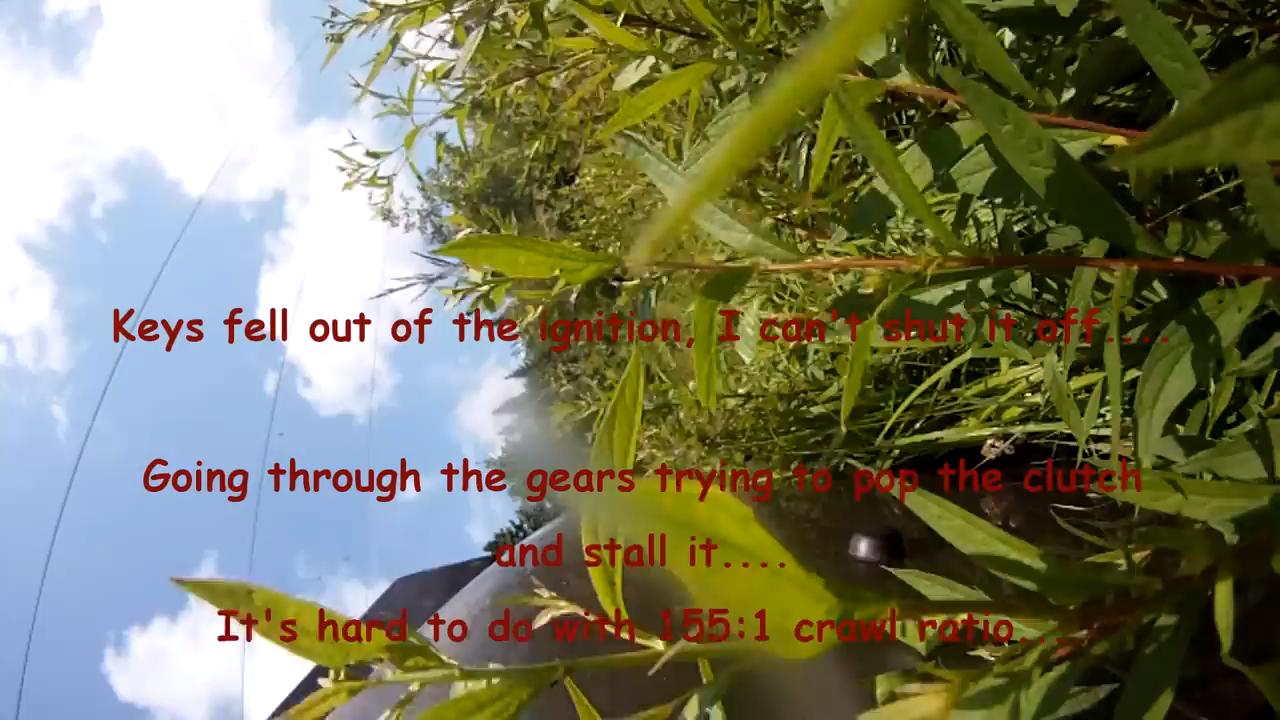 Keys fell out of the ignition, I can't shut it off....
Going through the gears trying to pop the clutch
and stall it....
It's hard to do with 155:1 crawl ratio....